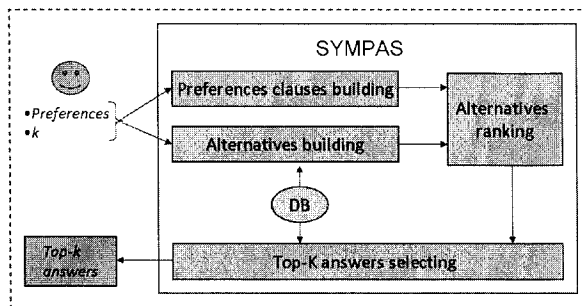 SYMPAS
•Preferences
•k
Preferences clauses building
Alternatives building
Alternatives
ranking
DB
Top-k
answers
Top-K answers selecting